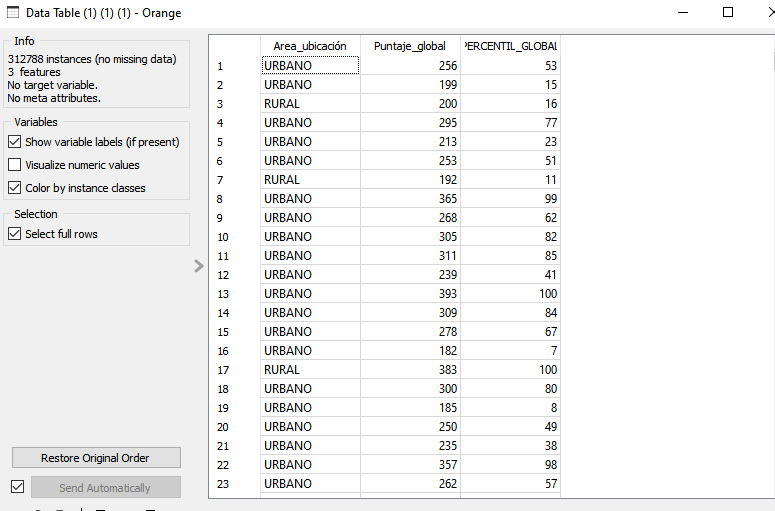 Data Table (1) (1) (1) - Orange
Info
312788 instances (no missing data)
3 features
No target variable.
No meta attributes.
Variables
Show variable labels (if present)
Visualize numeric values
Color by instance classes
Selection
Select full rows
Restore Original Order
Send Automatically
Area_ubicación Puntaje_global PERCENTIL_GLOBAL
1 URBANO 256 53
2 URBANO 199 15
3 RURAL 200 16
4 URBANO 295 77
5 URBANO 213 23
6 URBANO 253 51
7 RURAL 192 11
8 URBANO 365 99
9 URBANO 268 62
10 URBANO 305 82
11 URBANO 311 85
12 URBANO 239 41
13 URBANO 393 100
14 URBANO 309 84
15 URBANO 278 67
16 URBANO 182 7
17 RURAL 383 100
18 URBANO 300 80
19 URBANO 185 8
20 URBANO 250 49
21 URBANO 235 38
22 URBANO 357 98
23 URBANO 262 57